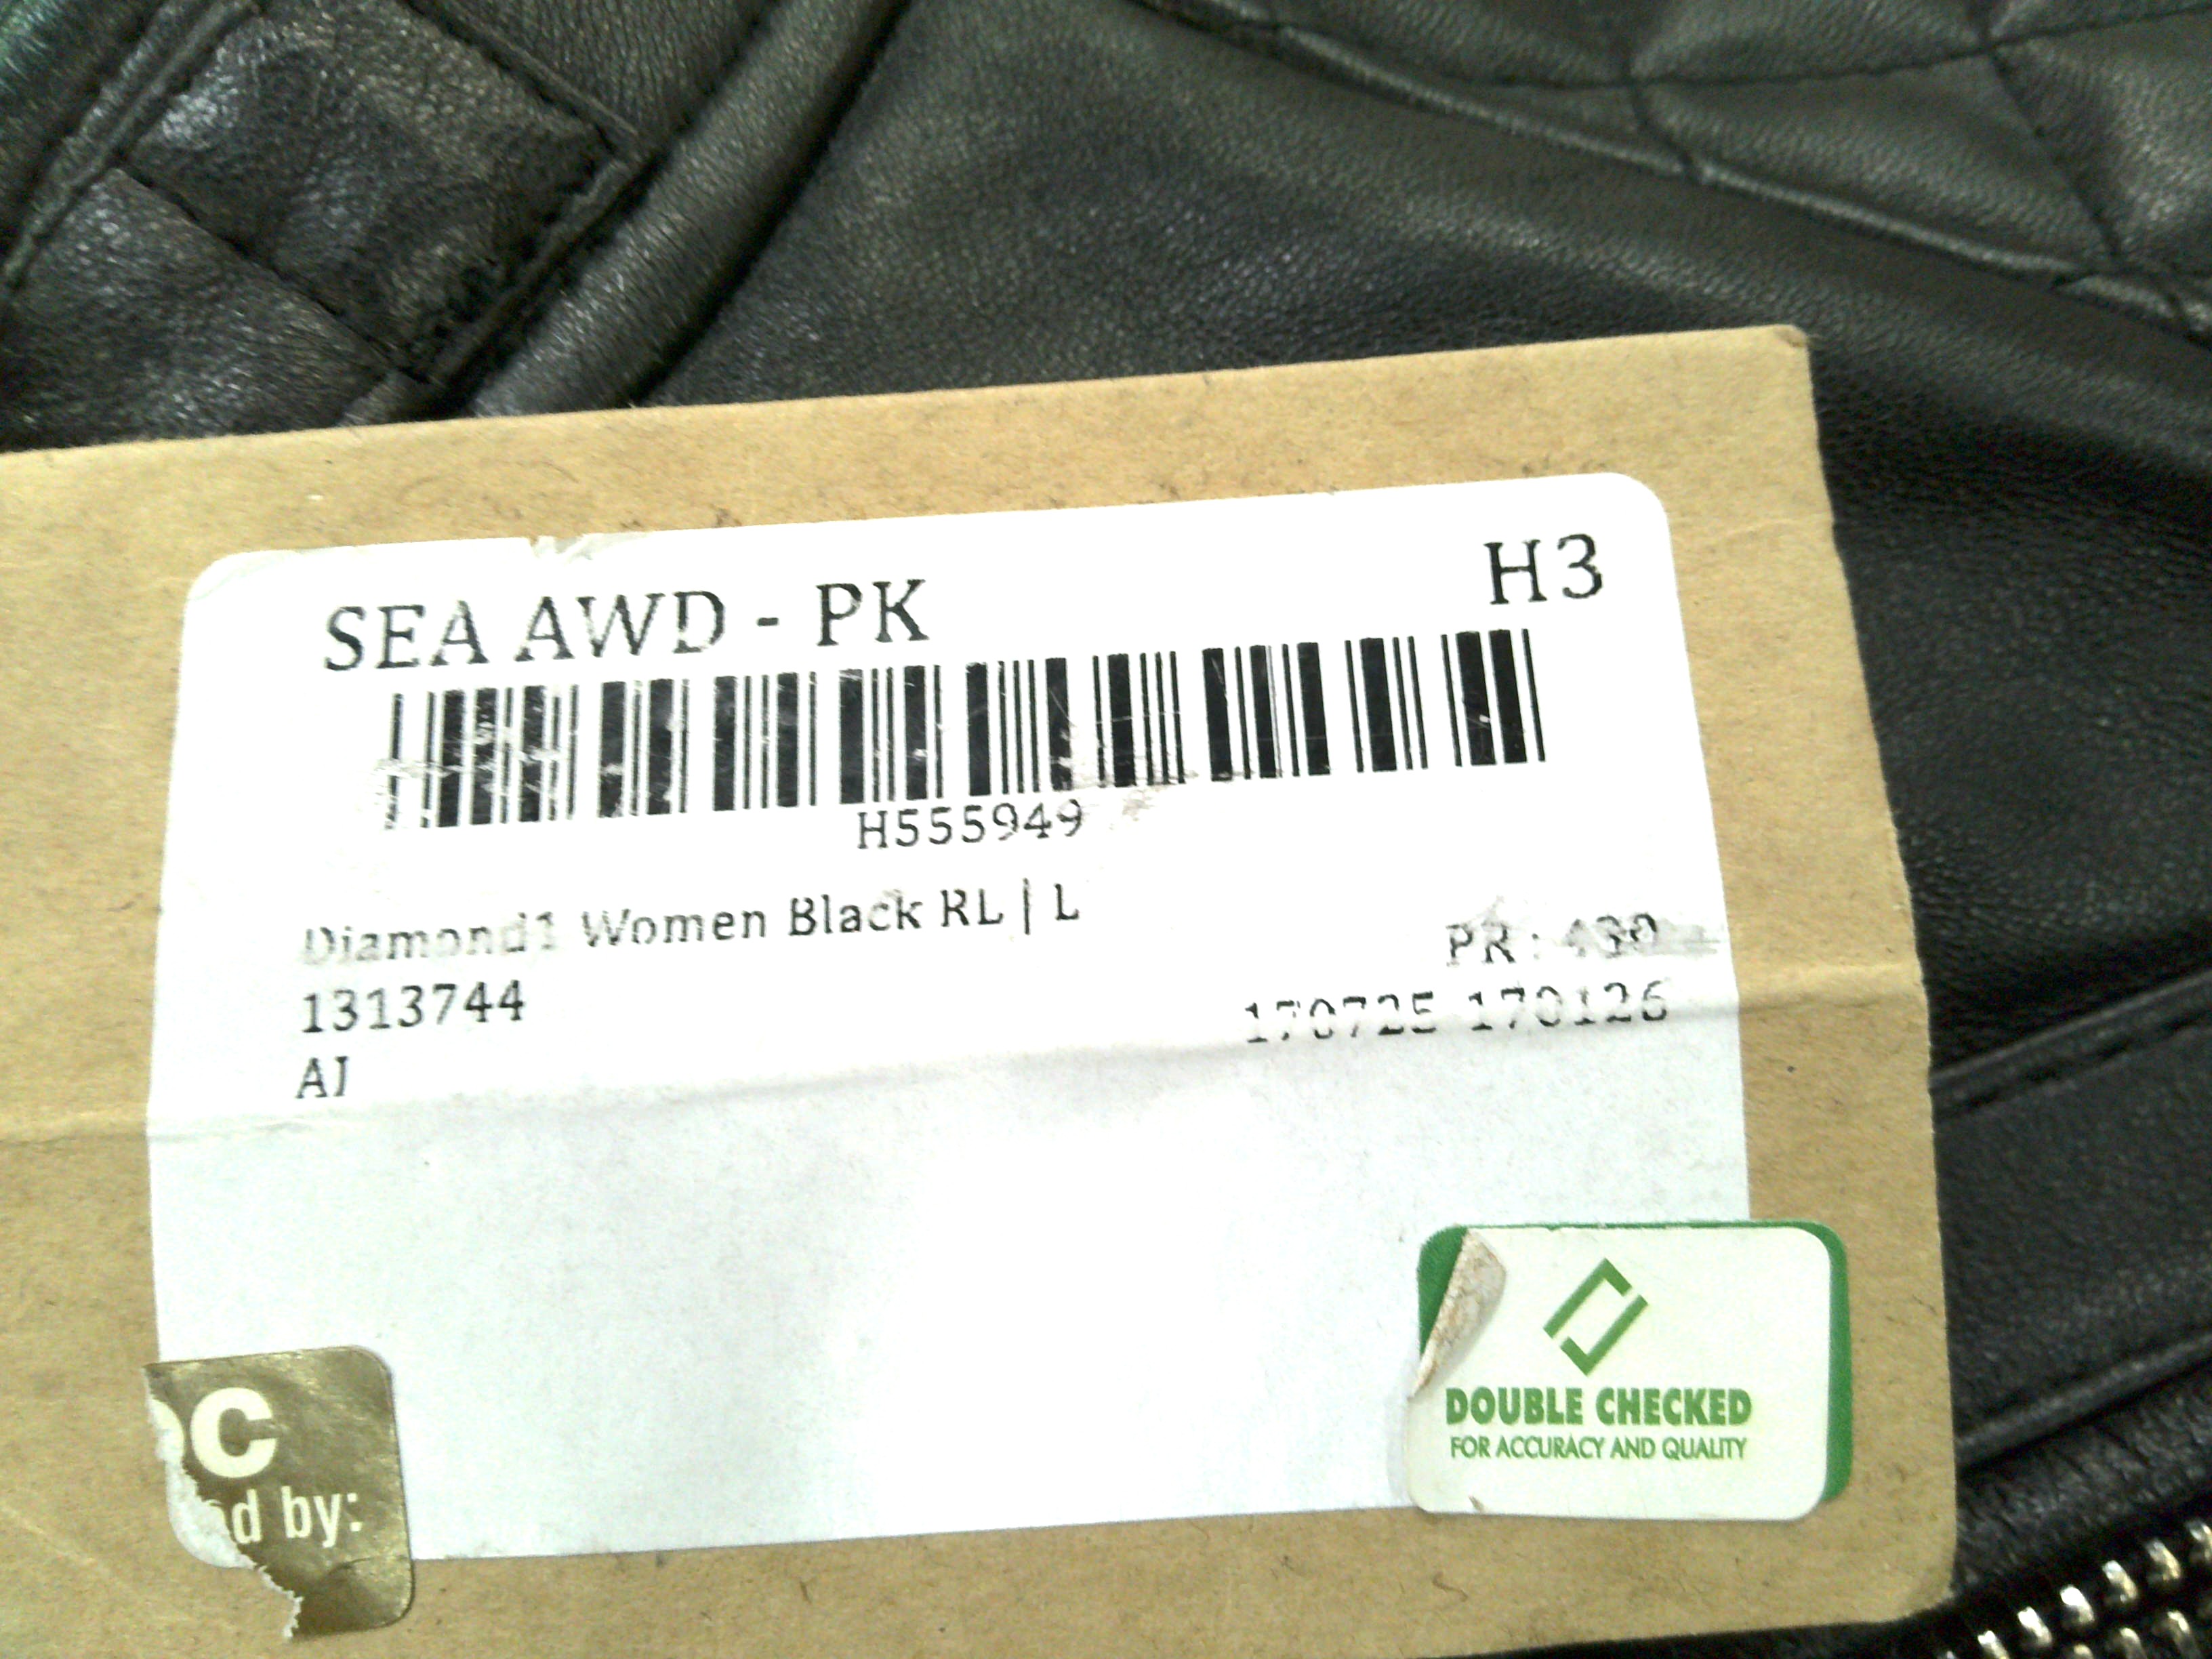 SEA AWD - PK
H3
H555949
Diamond1 Women Black RL | L
PR:
1313744
170725 170126
AI
DOUBLE CHECKED
FOR ACCURACY AND QUALITY
by: